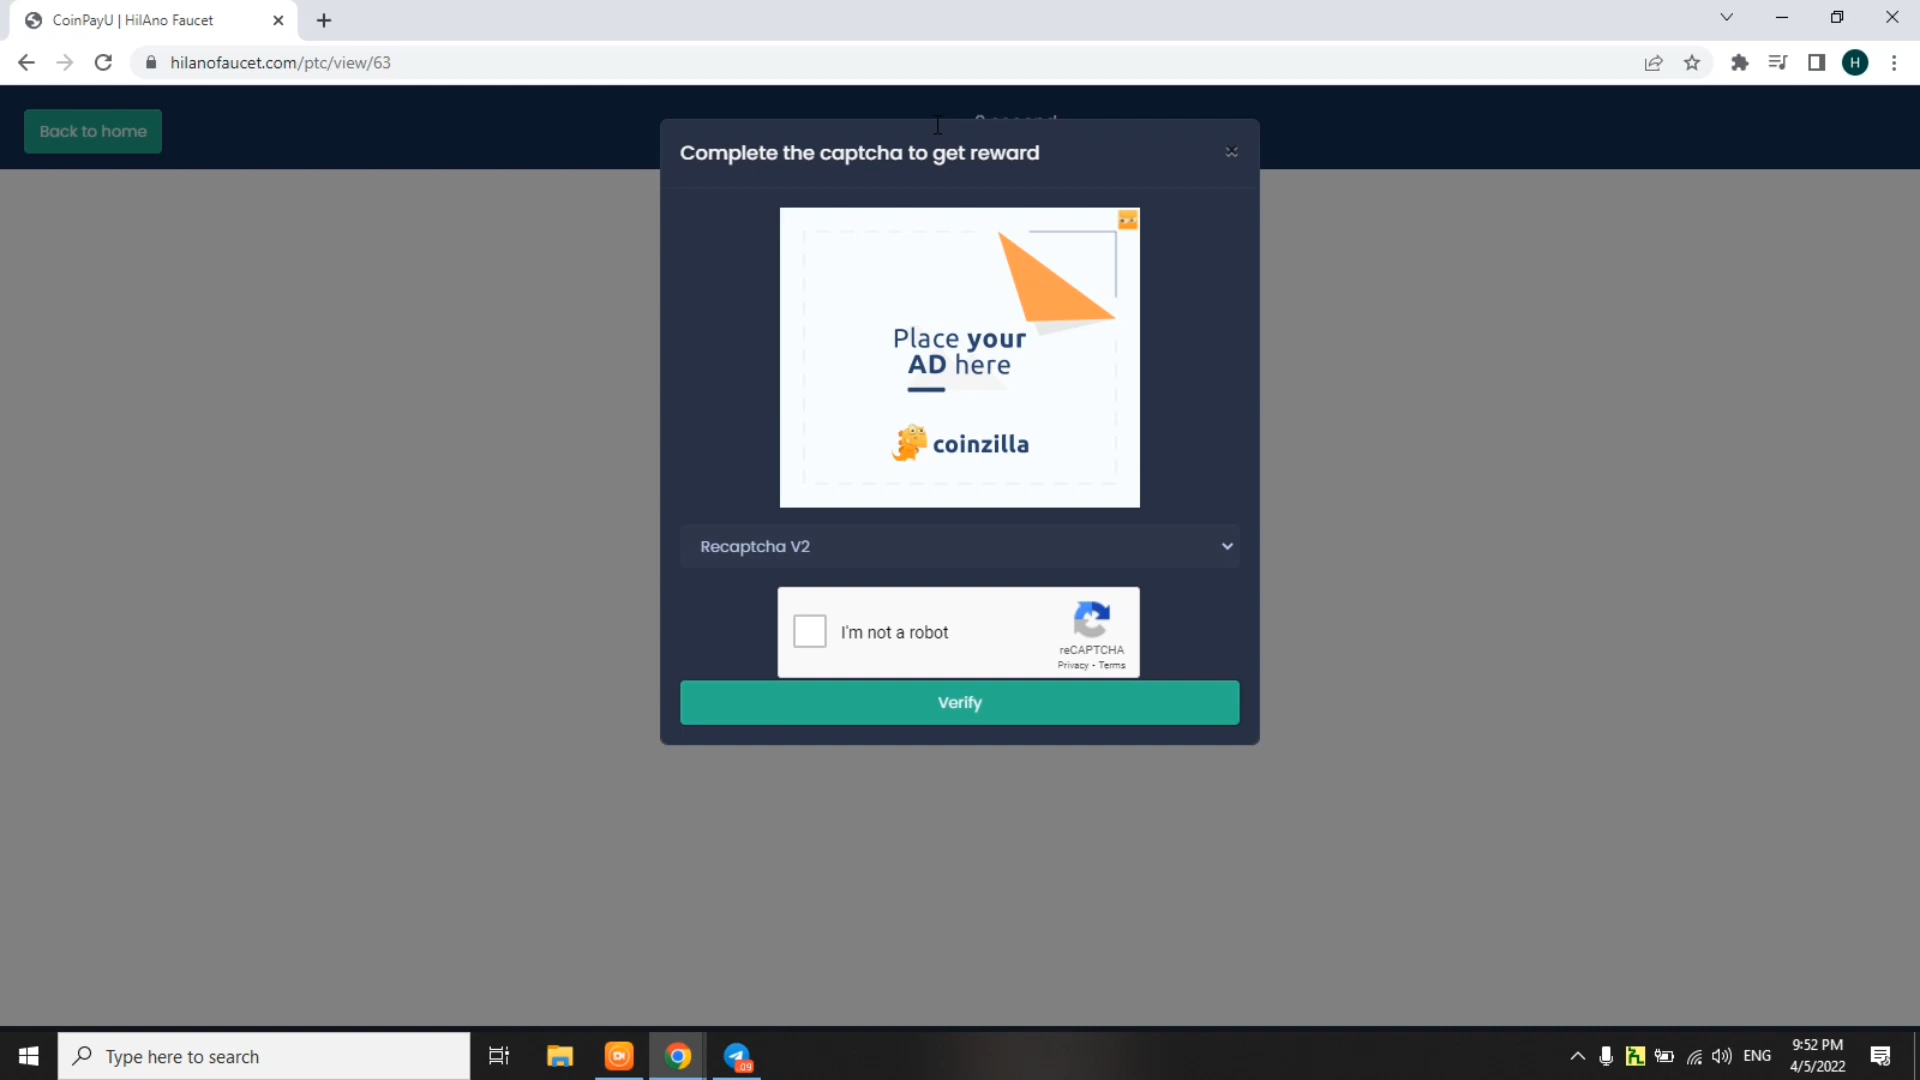 CoinPayU | HilAno Faucet
hilanofaucet.com/ptc/view/63
H
Back to home
Complete the captcha to get reward
Place your
AD here
coinzilla
Recaptcha V2
I'm not a robot
reCAPTCHA
Privacy - Terms
Verify
Type here to search
09
ENG
9:52 PM
4/5/2022